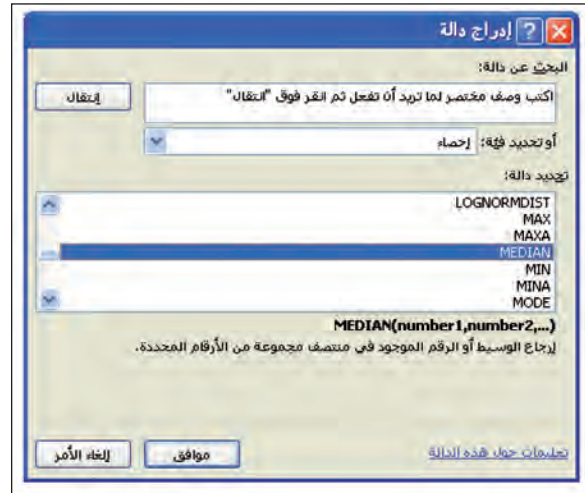 إدراج دالة
البحث عن دالة:
اكتب وصف مختصر لما تريد أن تفعل ثم انقر فوق "انتقال"
إنتقال
أو تحديد فئة: إحصاء
تحديد دالة:
LOGNORMDIST
MAX
MAXA
MEDIAN
MIN
MINA
MODE
MEDIAN(number1,number2,...)
إرجاع الوسيط أو الرقم الموجود في منتصف مجموعة من الأرقام المحددة.
تعليمات حول هذه الدالة
موافق
إلغاء الأمر